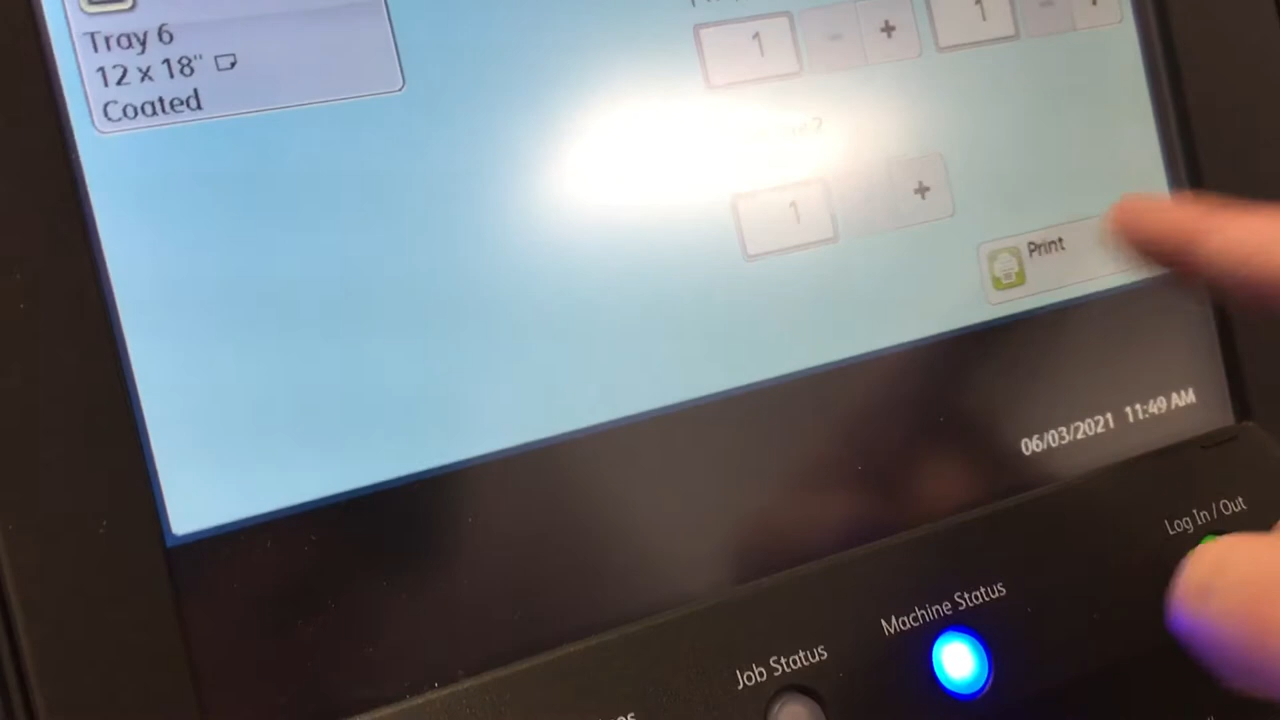 Tray 6
12 x 18"
Coated
1
-
+
1
-
1
+
Print
06/03/2021 11:49 AM
Log In / Out
Machine Status
Job Status